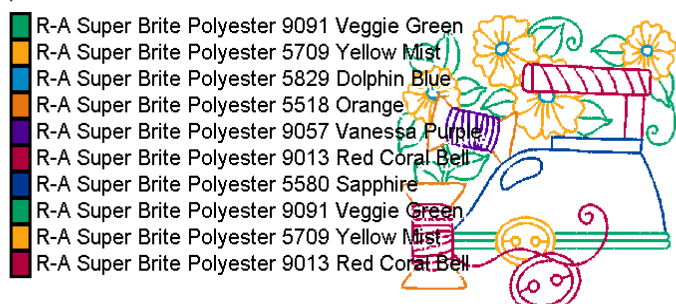 R-A Super Brite Polyester 9091 Veggie Green
R-A Super Brite Polyester 5709 Yellow Mist
R-A Super Brite Polyester 5829 Dolphin Blue
R-A Super Brite Polyester 5518 Orange
R-A Super Brite Polyester 9057 Vanessa Purple
R-A Super Brite Polyester 9013 Red Coral Bell
R-A Super Brite Polyester 5580 Sapphire
R-A Super Brite Polyester 9091 Veggie Green
R-A Super Brite Polyester 5709 Yellow Mist
R-A Super Brite Polyester 9013 Red Coral Bell